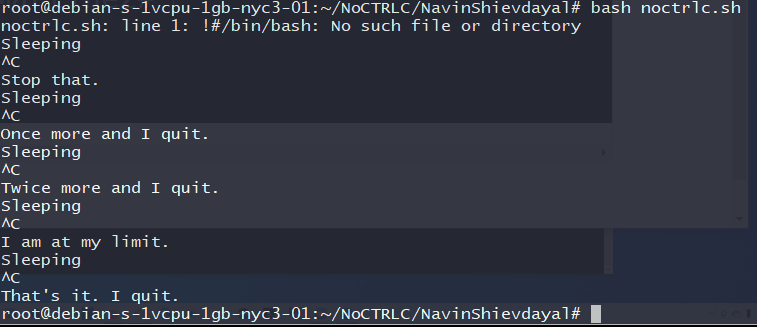 root@debian-s-1vcpu-1gb-nyc3-01:~/NoCTRLC/NavinShievdayal# bash noctrlc.sh
noctrlc.sh: line 1: !#/bin/bash: No such file or directory
Sleeping
^C
Stop that.
Sleeping
^C
Once more and I quit.
Sleeping
^C
Twice more and I quit.
Sleeping
^C
I am at my limit.
Sleeping
^C
That's it. I quit.
root@debian-s-1vcpu-1gb-nyc3-01:~/NoCTRLC/NavinShievdayal#